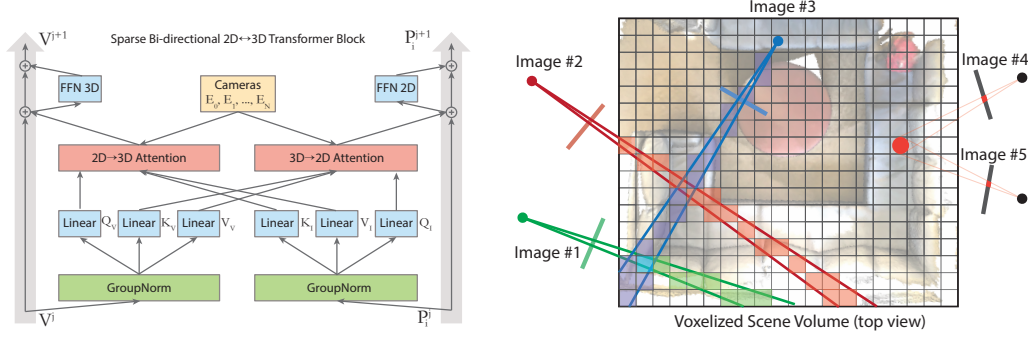 Sparse Bi-directional 2D↔3D Transformer Block
V^{j+1}
P_i^{j+1}
FFN 3D
Cameras
E_0, E_1, ..., E_N
FFN 2D
2D→3D Attention
3D→2D Attention
Linear Q_V
Linear K_V
Linear V_V
Linear K_I
Linear V_I
Linear Q_I
GroupNorm
GroupNorm
V^j
P_i^j
Image #3
Image #2
Image #4
Image #5
Image #1
Voxelized Scene Volume (top view)